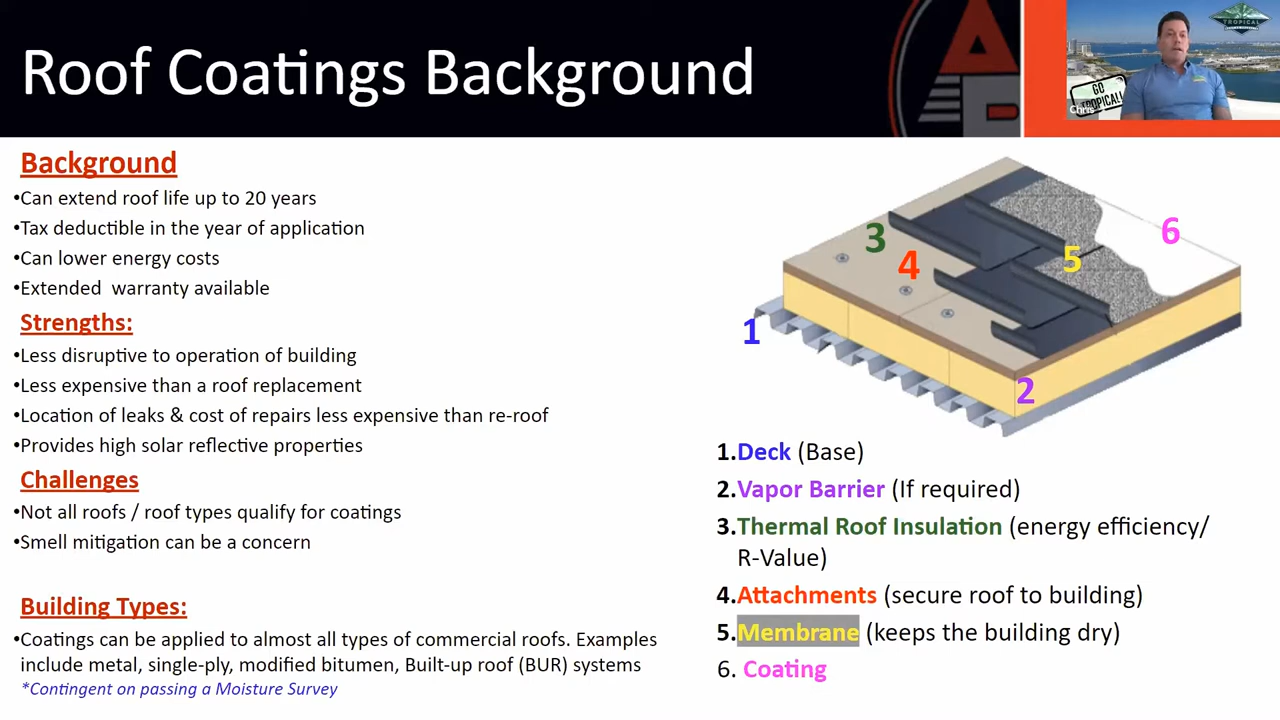 Roof Coatings Background
TROPICAL
GO
TROPICAL!
Chris
Background
•Can extend roof life up to 20 years
•Tax deductible in the year of application
•Can lower energy costs
•Extended  warranty available
Strengths:
•Less disruptive to operation of building
•Less expensive than a roof replacement
•Location of leaks & cost of repairs less expensive than re-roof
•Provides high solar reflective properties
Challenges
•Not all roofs / roof types qualify for coatings
•Smell mitigation can be a concern
Building Types:
•Coatings can be applied to almost all types of commercial roofs. Examples
include metal, single-ply, modified bitumen, Built-up roof (BUR) systems
*Contingent on passing a Moisture Survey
1
2
3
4
5
6
1.Deck (Base)
2.Vapor Barrier (If required)
3.Thermal Roof Insulation (energy efficiency/
R-Value)
4.Attachments (secure roof to building)
5.Membrane (keeps the building dry)
6. Coating